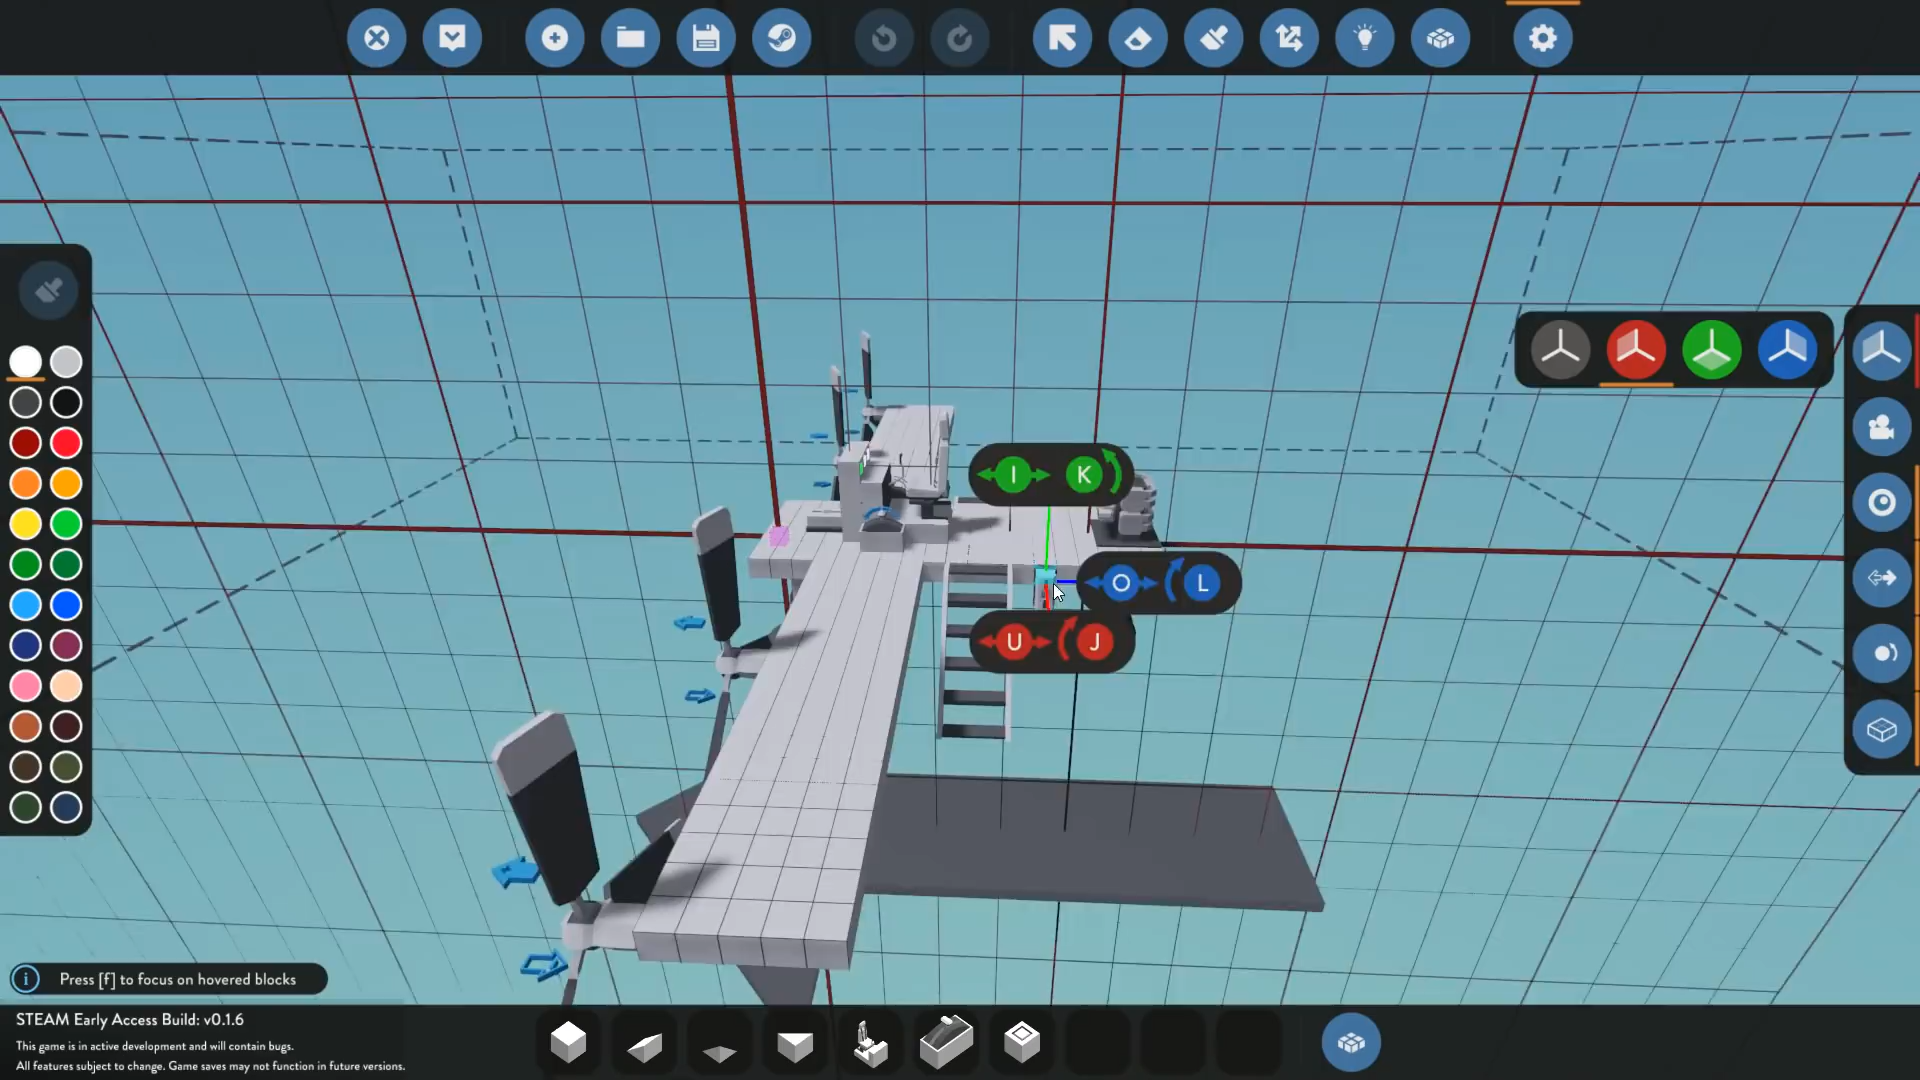 I K
O L
U J
Press [f] to focus on hovered blocks
STEAM Early Access Build: v0.1.6
This game is in active development and will contain bugs.
All features subject to change. Game saves may not function in future versions.